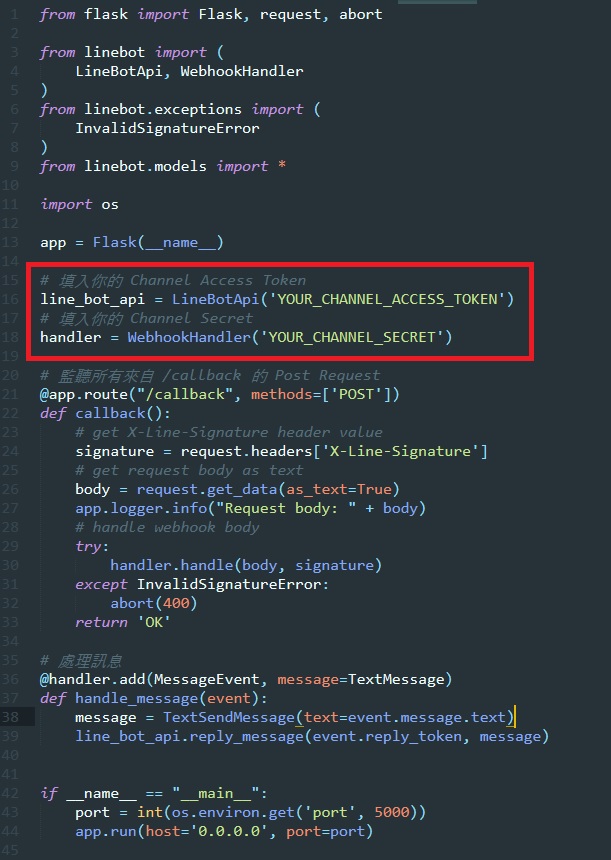 1 from flask import Flask, request, abort
2
3 from linebot import (
4     LineBotApi, WebhookHandler
5 )
6 from linebot.exceptions import (
7     InvalidSignatureError
8 )
9 from linebot.models import *
10
11 import os
12
13 app = Flask(__name__)
14
15 # 填入你的 Channel Access Token
16 line_bot_api = LineBotApi('YOUR_CHANNEL_ACCESS_TOKEN')
17 # 填入你的 Channel Secret
18 handler = WebhookHandler('YOUR_CHANNEL_SECRET')
19
20 # 監聽所有來自 /callback 的 Post Request
21 @app.route("/callback", methods=['POST'])
22 def callback():
23     # get X-Line-Signature header value
24     signature = request.headers['X-Line-Signature']
25     # get request body as text
26     body = request.get_data(as_text=True)
27     app.logger.info("Request body: " + body)
28     # handle webhook body
29     try:
30         handler.handle(body, signature)
31     except InvalidSignatureError:
32         abort(400)
33     return 'OK'
34
35 # 處理訊息
36 @handler.add(MessageEvent, message=TextMessage)
37 def handle_message(event):
38     message = TextSendMessage(text=event.message.text)
39     line_bot_api.reply_message(event.reply_token, message)
40
41
42 if __name__ == "__main__":
43     port = int(os.environ.get('port', 5000))
44     app.run(host='0.0.0.0', port=port)
45